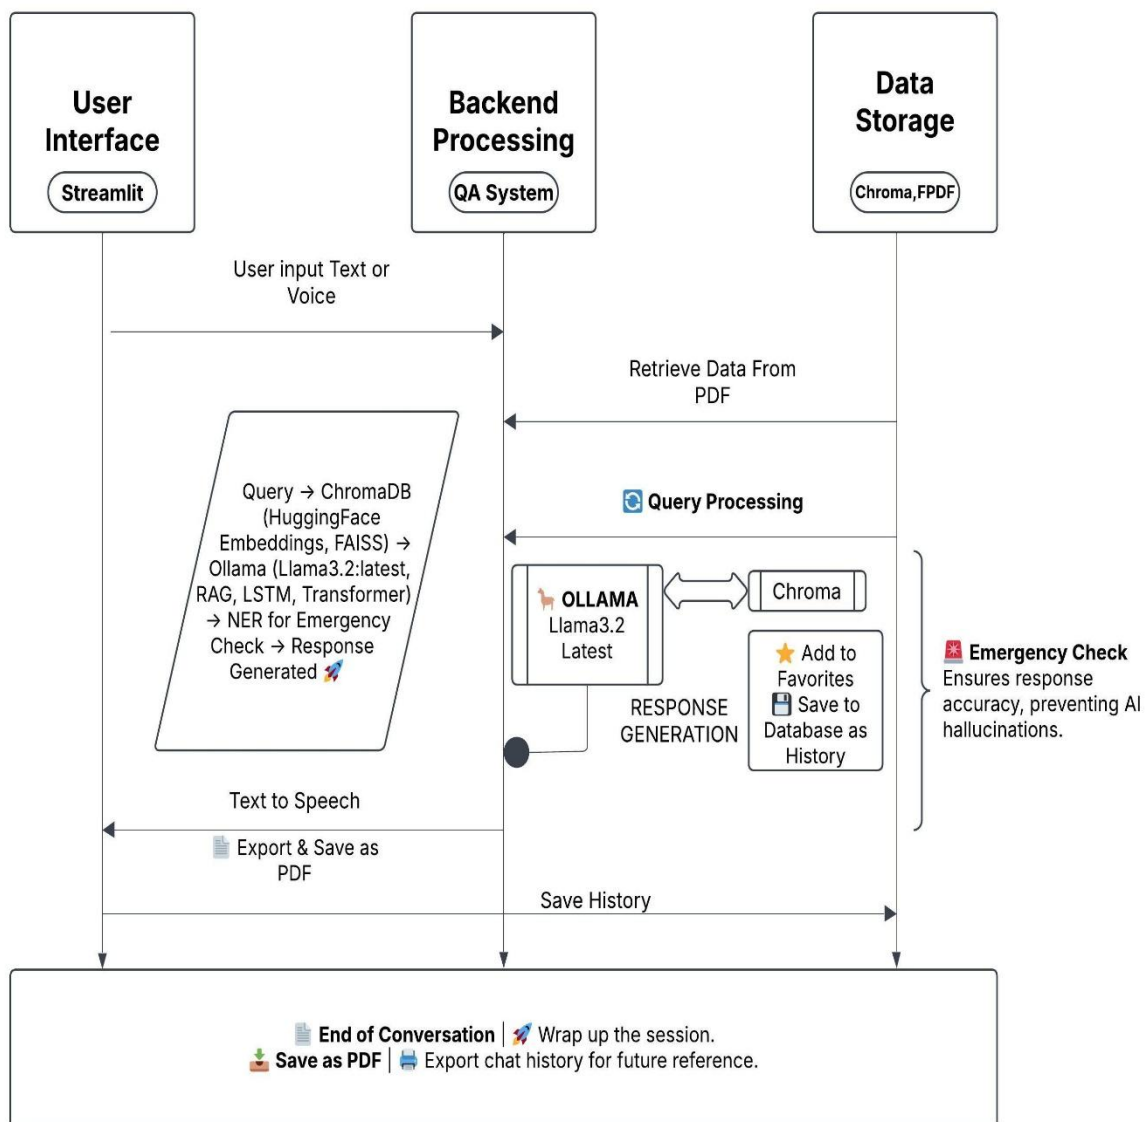 User
Interface
Streamlit
Backend
Processing
QA System
Data
Storage
Chroma,FPDF
User input Text or
Voice
Retrieve Data From
PDF
Query → ChromaDB
(HuggingFace
Embeddings, FAISS) →
Ollama (Llama3.2:latest,
RAG, LSTM, Transformer)
→ NER for Emergency
Check → Response
Generated 🚀
🔄 Query Processing
🦙 OLLAMA
Llama3.2
Latest
Chroma
⭐ Add to
Favorites
💾 Save to
Database as
History
RESPONSE
GENERATION
🚨 Emergency Check
Ensures response
accuracy, preventing AI
hallucinations.
Text to Speech
📄 Export & Save as
PDF
Save History
📄 End of Conversation | 🚀 Wrap up the session.
📥 Save as PDF | 🖨️ Export chat history for future reference.